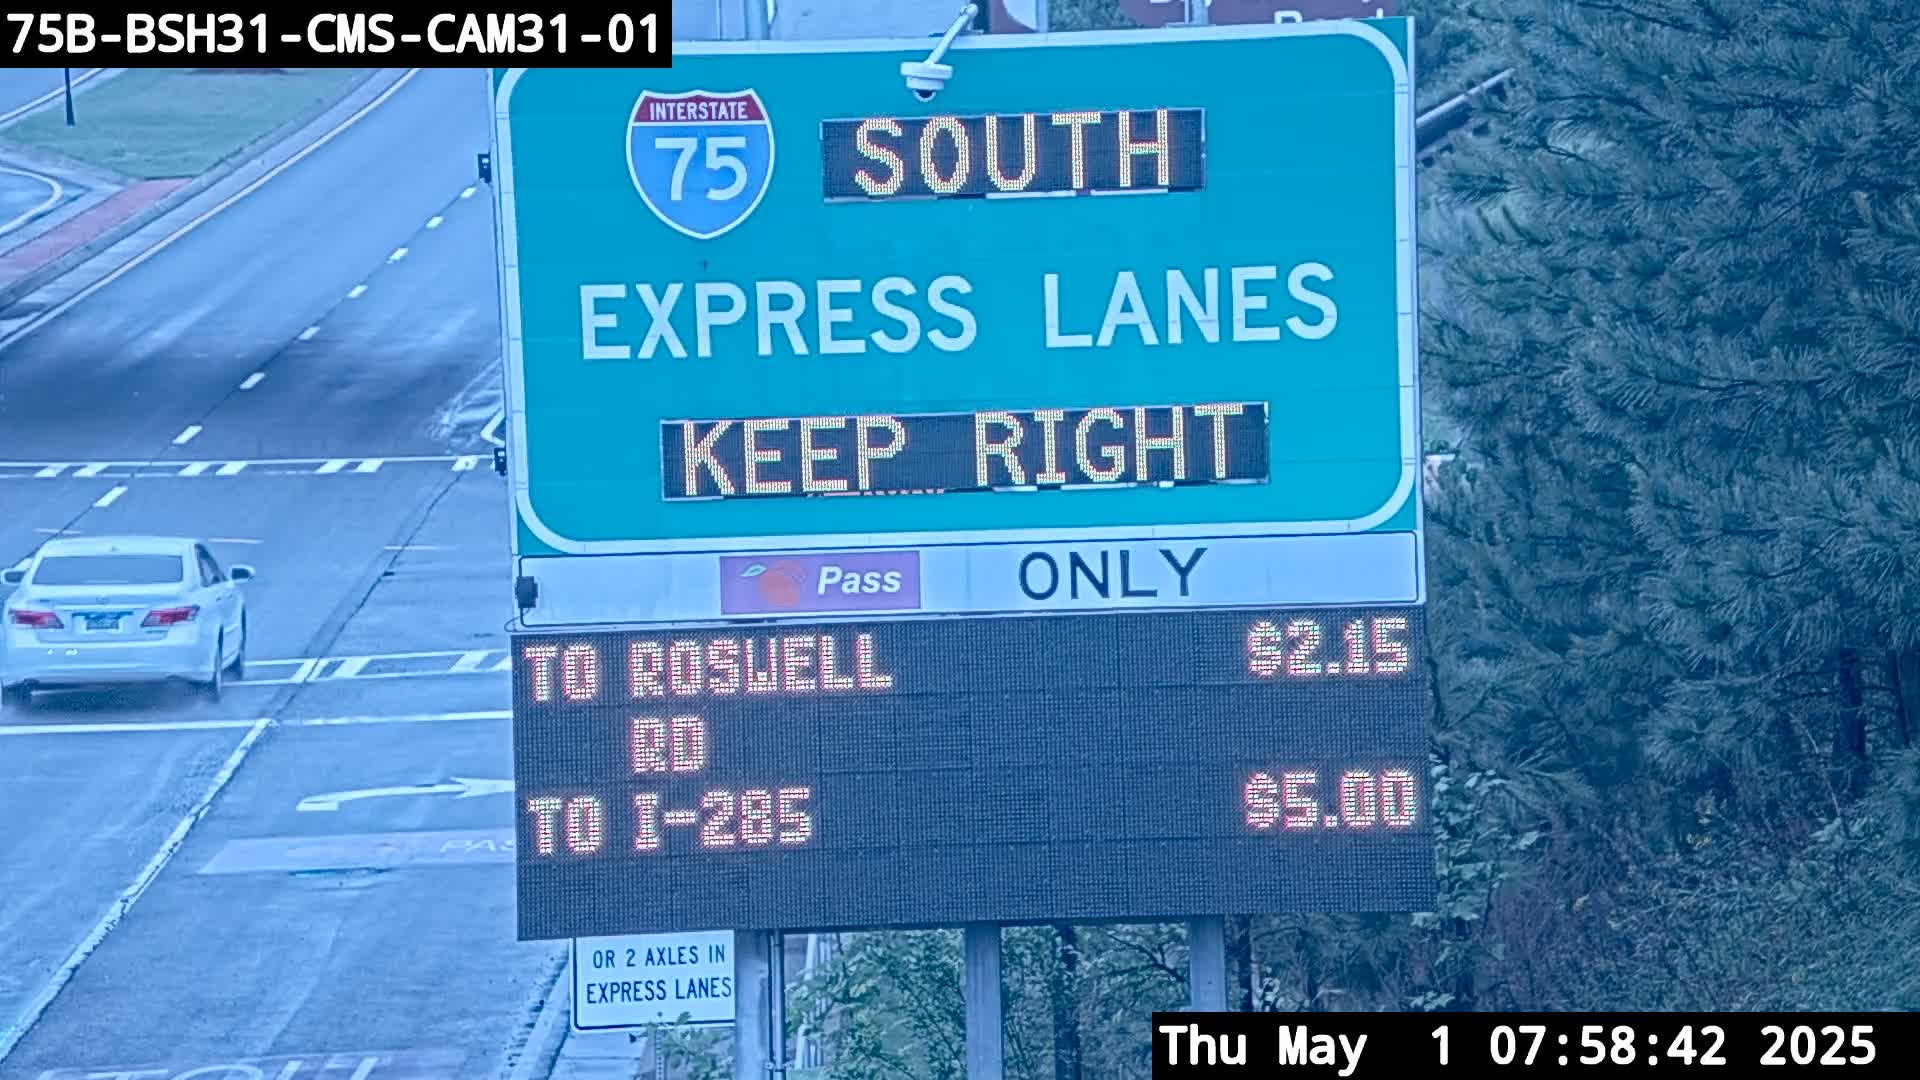 75B-BSH31-CMS-CAM31-01
INTERSTATE
75
SOUTH
EXPRESS LANES
KEEP RIGHT
Pass ONLY
TO ROSWELL $2.15
RD
TO I-285 $5.00
OR 2 AXLES IN
EXPRESS LANES
Thu May 1 07:58:42 2025